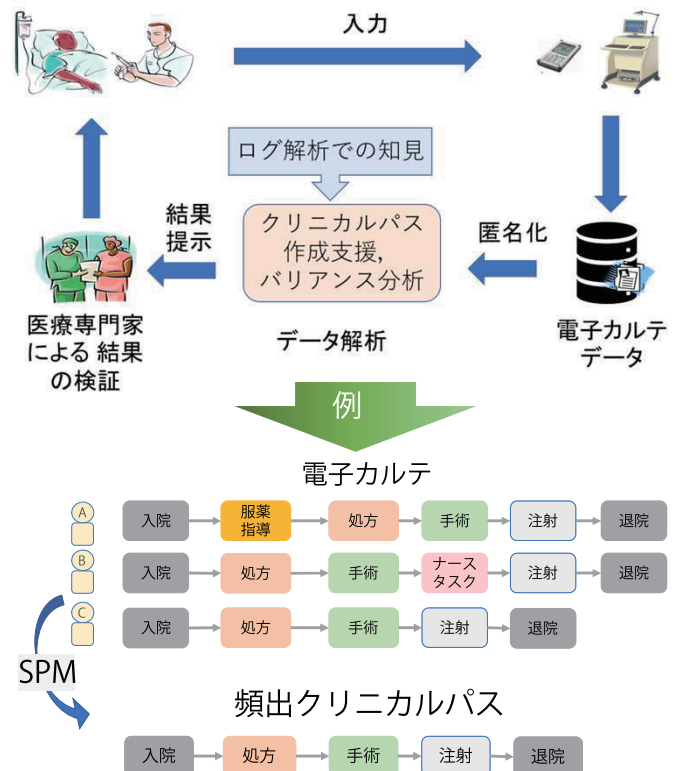 入力
ログ解析での知見
クリニカルパス
作成支援,
バリアンス分析
結果
提示
匿名化
医療専門家
による 結果
の検証
データ解析
電子カルテ
データ
例
電子カルテ
A
入院
服薬
指導
処方
手術
注射
退院
B
入院
処方
手術
ナース
タスク
注射
退院
C
入院
処方
手術
注射
退院
SPM
頻出クリニカルパス
入院
処方
手術
注射
退院